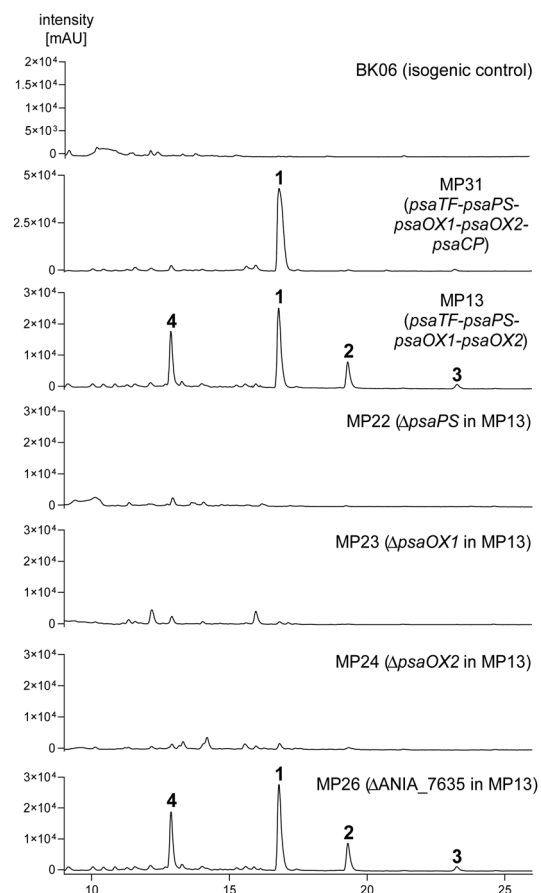 intensity
[mAU]
2×10⁴
1.5×10⁴
1×10⁴
5×10³
0
BK06 (isogenic control)
5×10⁴
2.5×10⁴
0
1
MP31
(psaTF-psaPS-
psaOX1-psaOX2-
psaCP)
3×10⁴
2×10⁴
1×10⁴
0
4
1
2
3
MP13
(psaTF-psaPS-
psaOX1-psaOX2)
3×10⁴
2×10⁴
1×10⁴
0
MP22 (ΔpsaPS in MP13)
3×10⁴
2×10⁴
1×10⁴
0
MP23 (ΔpsaOX1 in MP13)
3×10⁴
2×10⁴
1×10⁴
0
MP24 (ΔpsaOX2 in MP13)
3×10⁴
2×10⁴
1×10⁴
0
4
1
2
3
MP26 (ΔANIA_7635 in MP13)
10 15 20 25